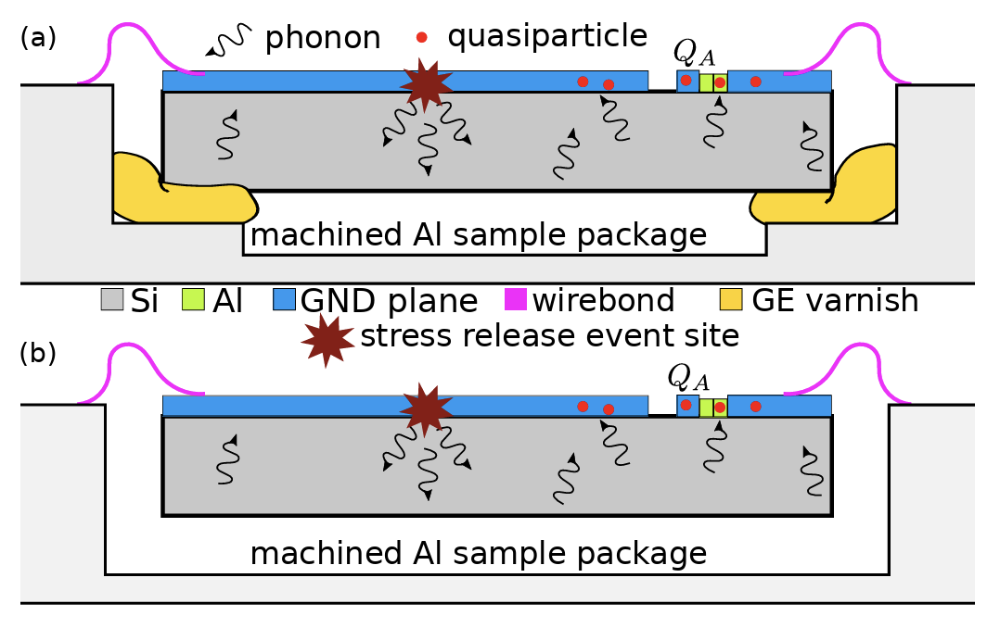 (a)
phonon
quasiparticle
Q_A
machined Al sample package
Si Al GND plane wirebond GE varnish
stress release event site
(b)
Q_A
machined Al sample package